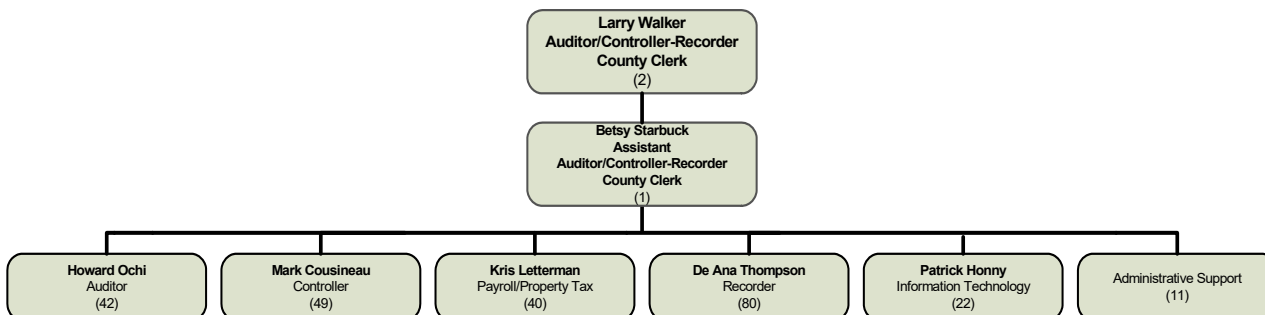 Larry Walker
Auditor/Controller-Recorder
County Clerk
(2)
Betsy Starbuck
Assistant
Auditor/Controller-Recorder
County Clerk
(1)
Howard Ochi
Auditor
(42)
Mark Cousineau
Controller
(49)
Kris Letterman
Payroll/Property Tax
(40)
De Ana Thompson
Recorder
(80)
Patrick Honny
Information Technology
(22)
Administrative Support
(11)